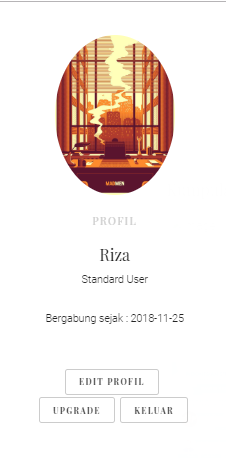 MADMEN
PROFIL
Riza
Standard User
Bergabung sejak : 2018-11-25
EDIT PROFIL
UPGRADE
KELUAR